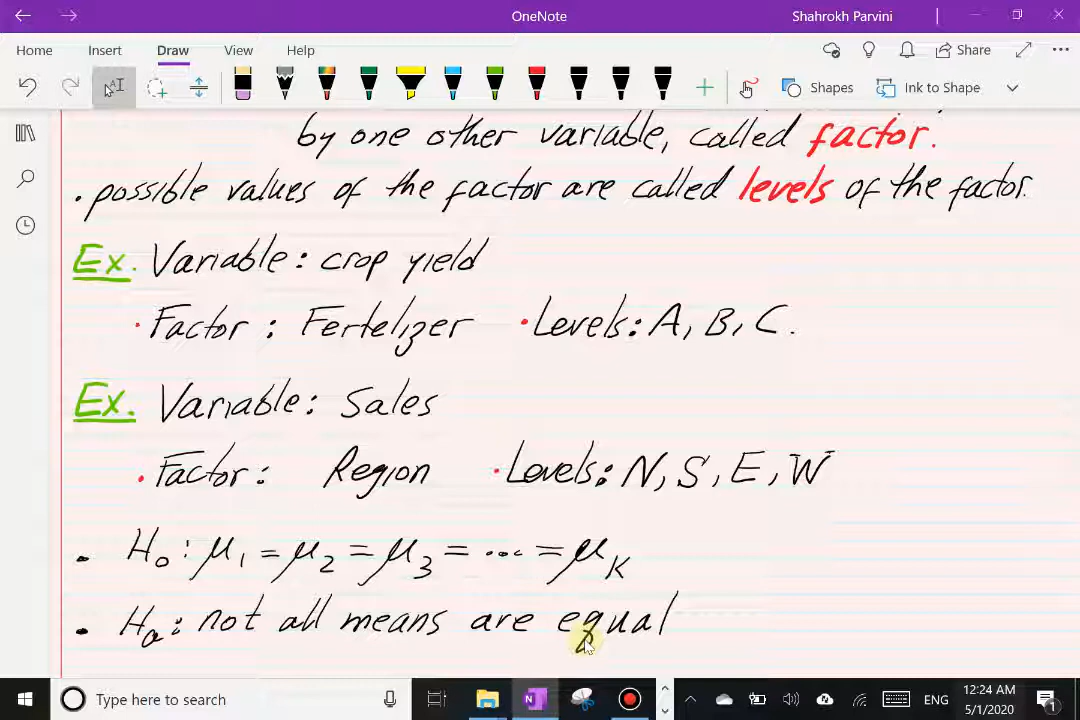 OneNote
Shahrokh Parvini
Home Insert Draw View Help
Share
Shapes
Ink to Shape
by one other variable, called factor.
. possible values of the factor are called levels of the factor.
Ex. Variable: crop yield
. Factor: Fertelizer . Levels: A, B, C.
Ex. Variable: Sales
. Factor: Region . Levels: N, S, E, W
. H₀: μ₁ = μ₂ = μ₃ = ... = μₖ
. Hₐ: not all means are equal
Type here to search
ENG
12:24 AM
5/1/2020
1